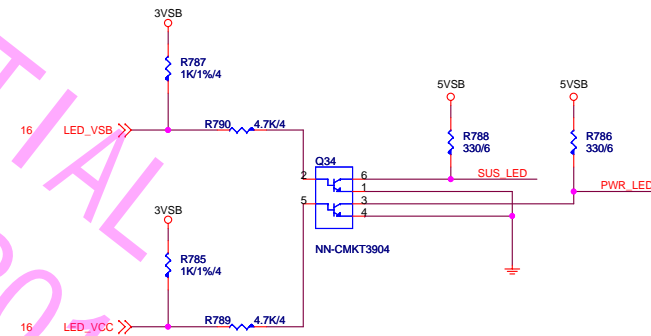 3VSB
R787
1K/1%/4
5VSB
5VSB
16
LED_VSB
R790
4.7K/4
R788
330/6
R786
330/6
Q34
2
6
SUS_LED
1
PWR_LED
5
3
4
3VSB
NN-CMKT3904
R785
1K/1%/4
16
LED_VCC
R789
4.7K/4
TIAL